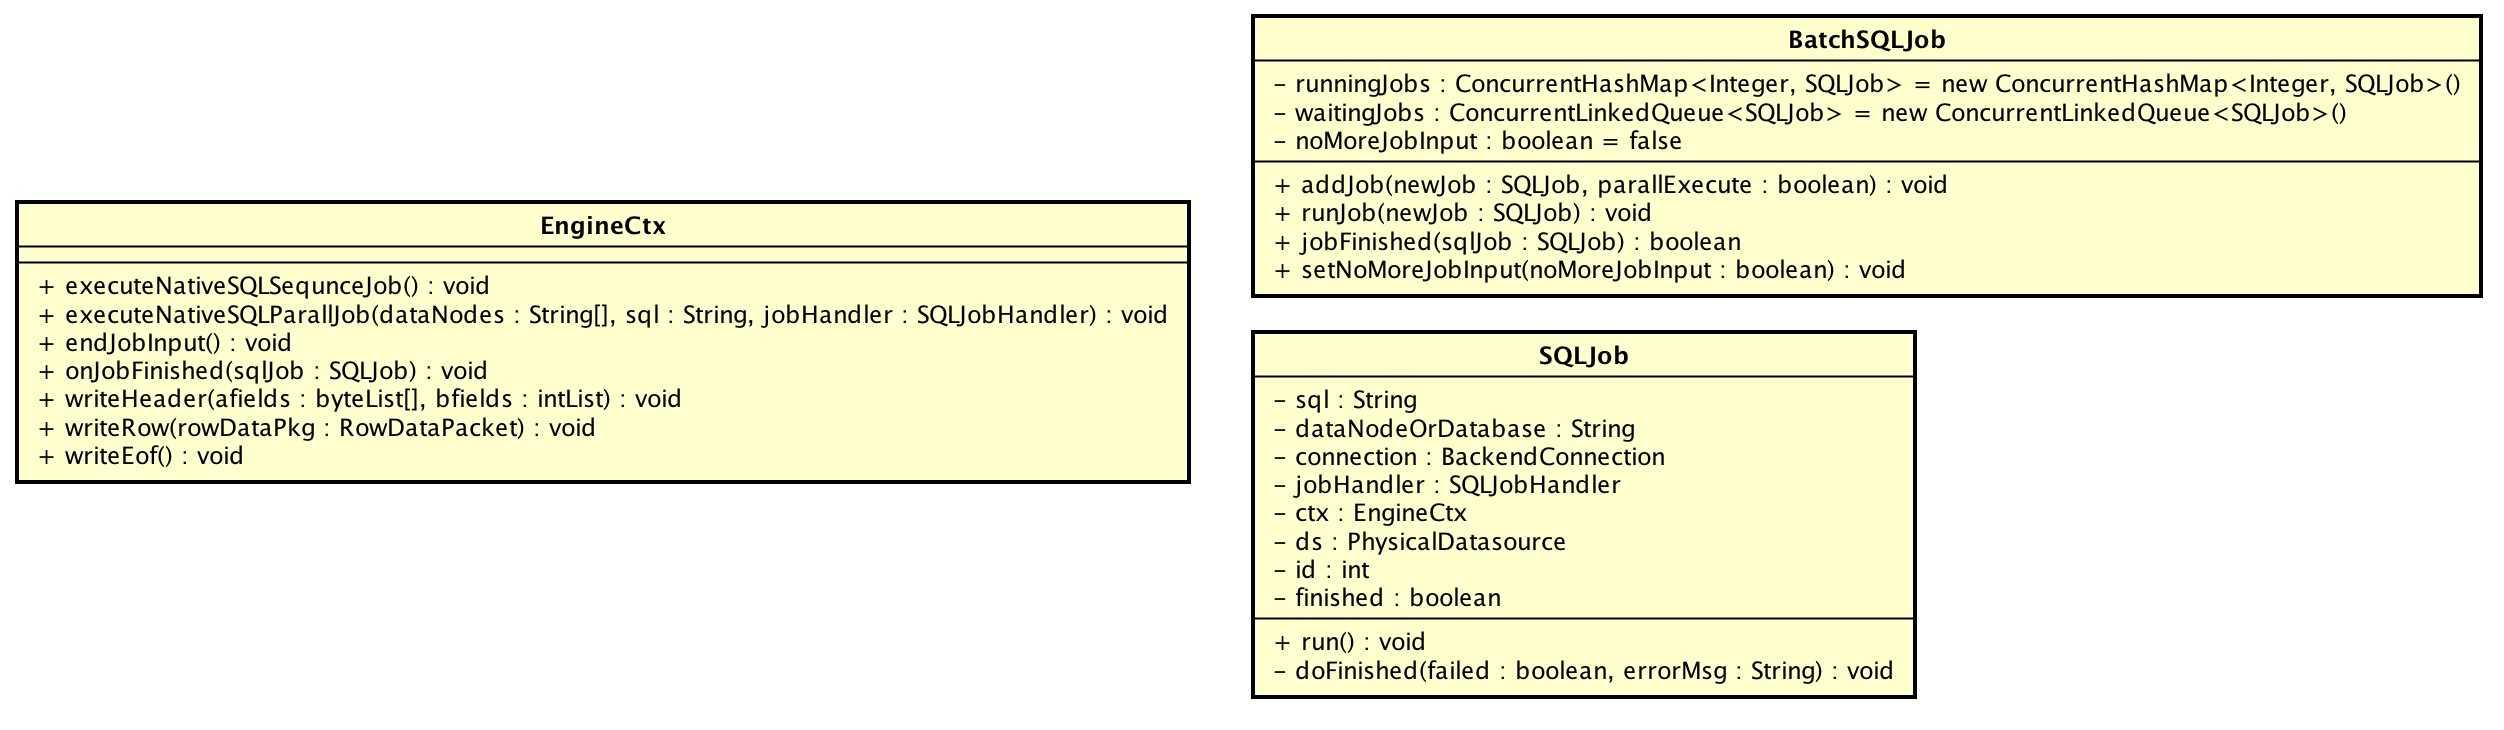 EngineCtx
+ executeNativeSQLSequnceJob() : void
+ executeNativeSQLParallJob(dataNodes : String[], sql : String, jobHandler : SQLJobHandler) : void
+ endJobInput() : void
+ onJobFinished(sqlJob : SQLJob) : void
+ writeHeader(afields : byteList[], bfields : intList) : void
+ writeRow(rowDataPkg : RowDataPacket) : void
+ writeEof() : void
BatchSQLJob
- runningJobs : ConcurrentHashMap<Integer, SQLJob> = new ConcurrentHashMap<Integer, SQLJob>()
- waitingJobs : ConcurrentLinkedQueue<SQLJob> = new ConcurrentLinkedQueue<SQLJob>()
- noMoreJobInput : boolean = false
+ addJob(newJob : SQLJob, parallExecute : boolean) : void
+ runJob(newJob : SQLJob) : void
+ jobFinished(sqlJob : SQLJob) : boolean
+ setNoMoreJobInput(noMoreJobInput : boolean) : void
SQLJob
- sql : String
- dataNodeOrDatabase : String
- connection : BackendConnection
- jobHandler : SQLJobHandler
- ctx : EngineCtx
- ds : PhysicalDatasource
- id : int
- finished : boolean
+ run() : void
- doFinished(failed : boolean, errorMsg : String) : void